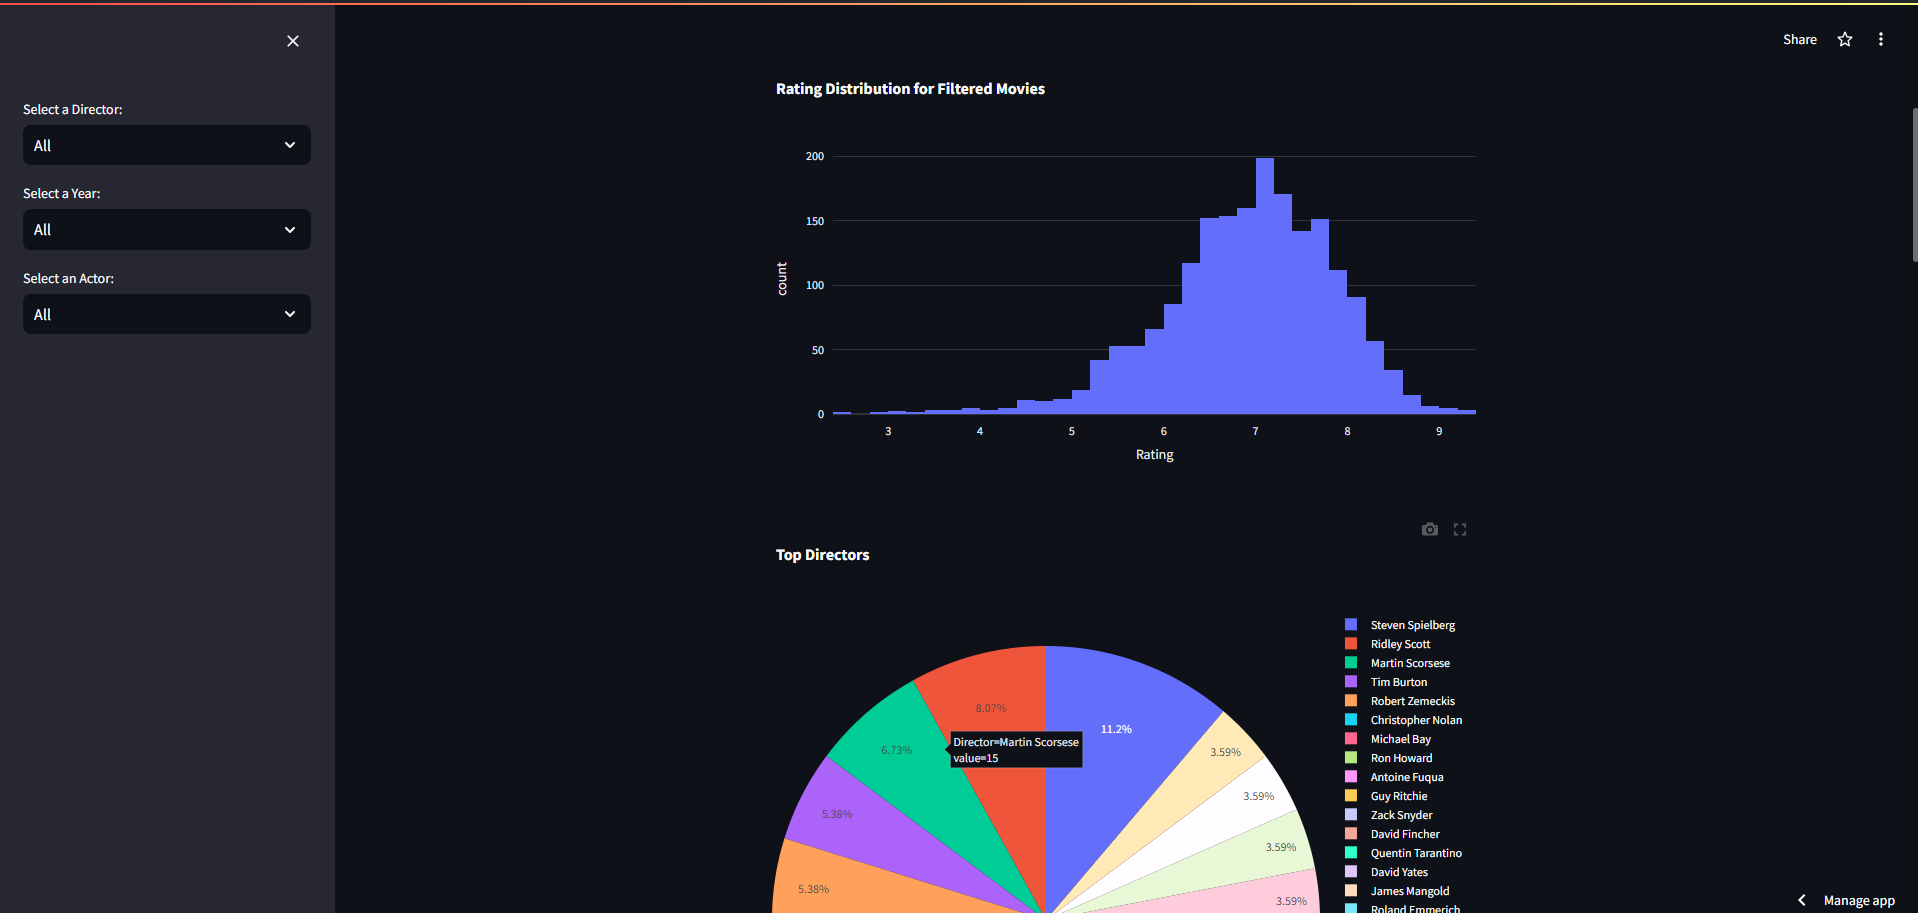 Share
Select a Director:
All
Select a Year:
All
Select an Actor:
All
Rating Distribution for Filtered Movies
200
150
100
50
0
count
3 4 5 6 7 8 9
Rating
Top Directors
11.2%
8.07%
6.73%
5.38%
5.38%
3.59%
3.59%
3.59%
3.59%
Director=Martin Scorsese
value=15
Steven Spielberg
Ridley Scott
Martin Scorsese
Tim Burton
Robert Zemeckis
Christopher Nolan
Michael Bay
Ron Howard
Antoine Fuqua
Guy Ritchie
Zack Snyder
David Fincher
Quentin Tarantino
David Yates
James Mangold
Roland Emmerich
Manage app